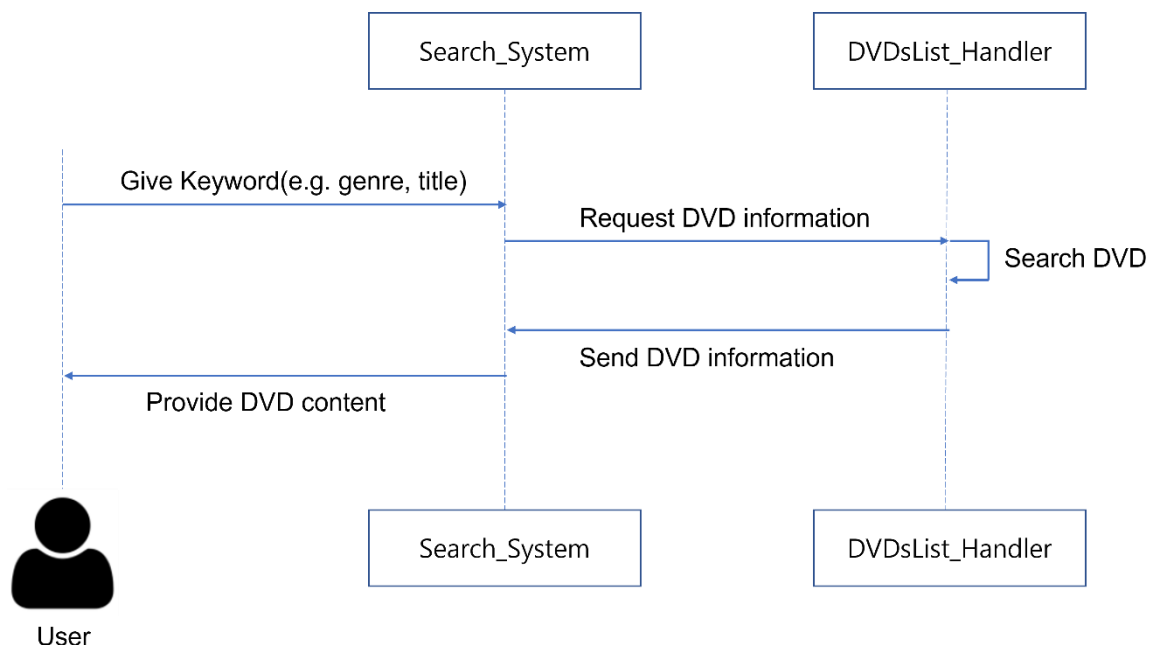 Search_System
DVDsList_Handler
Give Keyword(e.g. genre, title)
Request DVD information
Search DVD
Send DVD information
Provide DVD content
Search_System
DVDsList_Handler
User